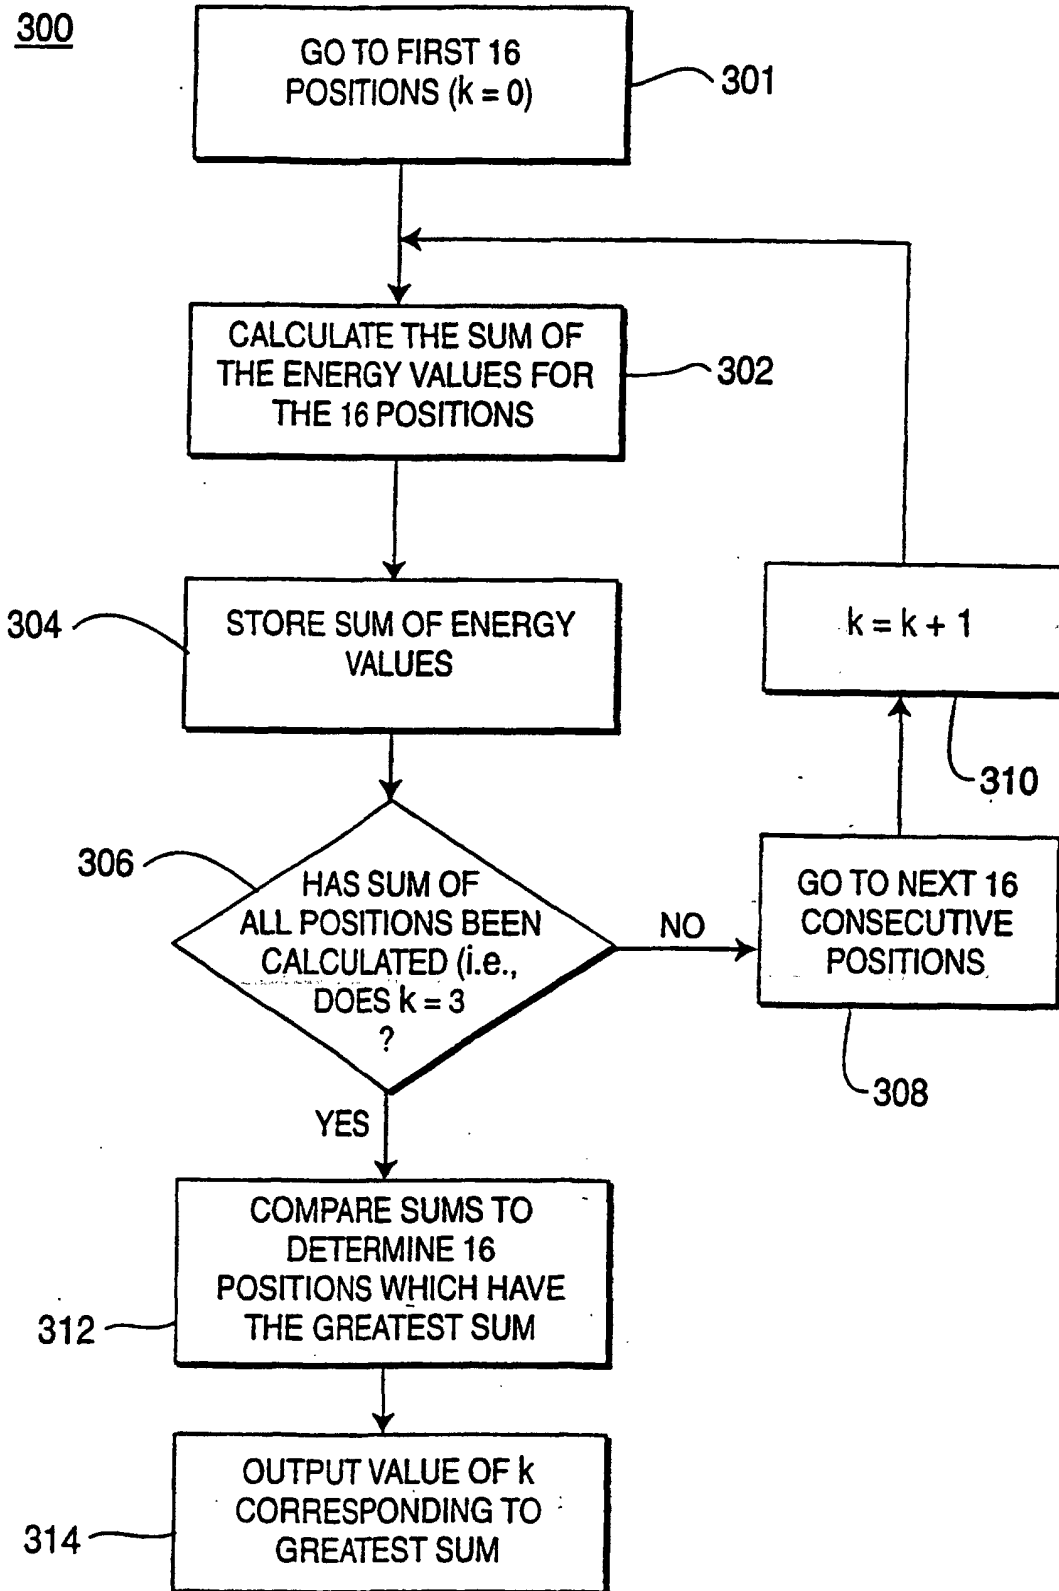 300
GO TO FIRST 16
POSITIONS (k = 0)
301
CALCULATE THE SUM OF
THE ENERGY VALUES FOR
THE 16 POSITIONS
302
304
STORE SUM OF ENERGY
VALUES
k = k + 1
310
306
HAS SUM OF
ALL POSITIONS BEEN
CALCULATED (i.e.,
DOES k = 3
?
NO
GO TO NEXT 16
CONSECUTIVE
POSITIONS
308
YES
COMPARE SUMS TO
DETERMINE 16
POSITIONS WHICH HAVE
THE GREATEST SUM
312
OUTPUT VALUE OF k
CORRESPONDING TO
GREATEST SUM
314